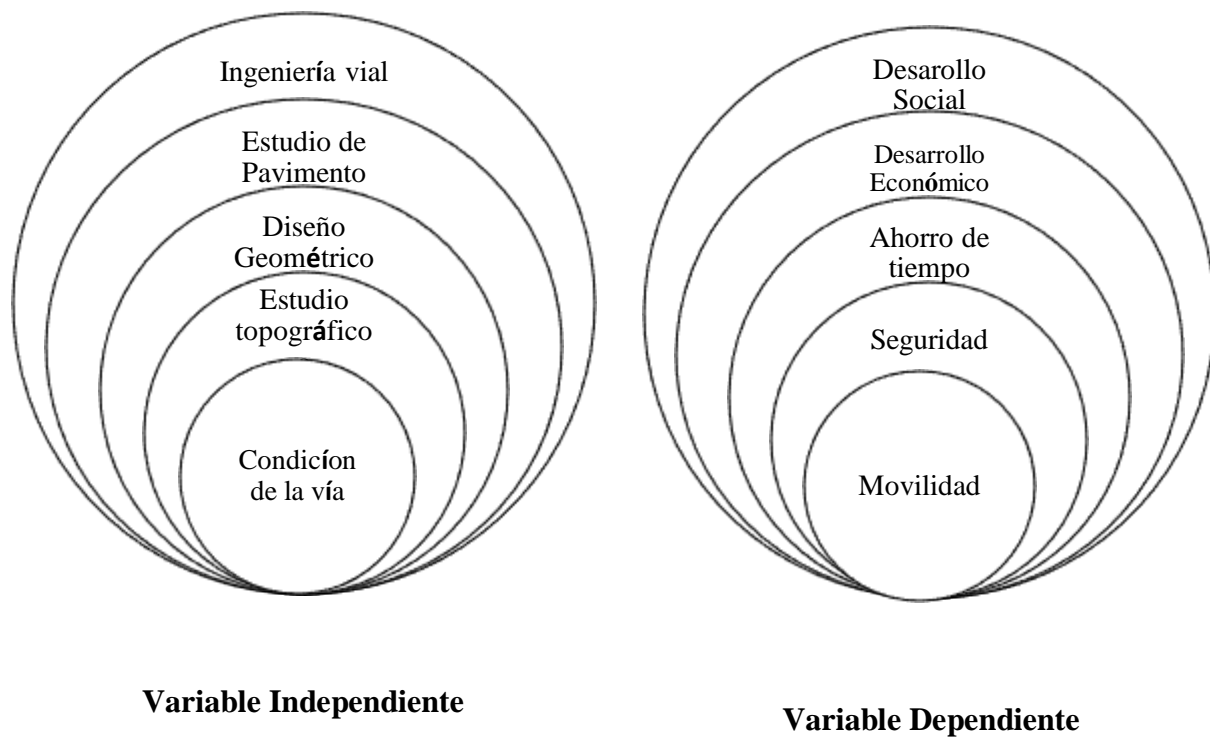 Ingeniería vial
Estudio de
Pavimento
Diseño
Geométrico
Estudio
topográfico
Condicíon
de la vía
Variable Independiente
Desarollo
Social
Desarrollo
Económico
Ahorro de
tiempo
Seguridad
Movilidad
Variable Dependiente